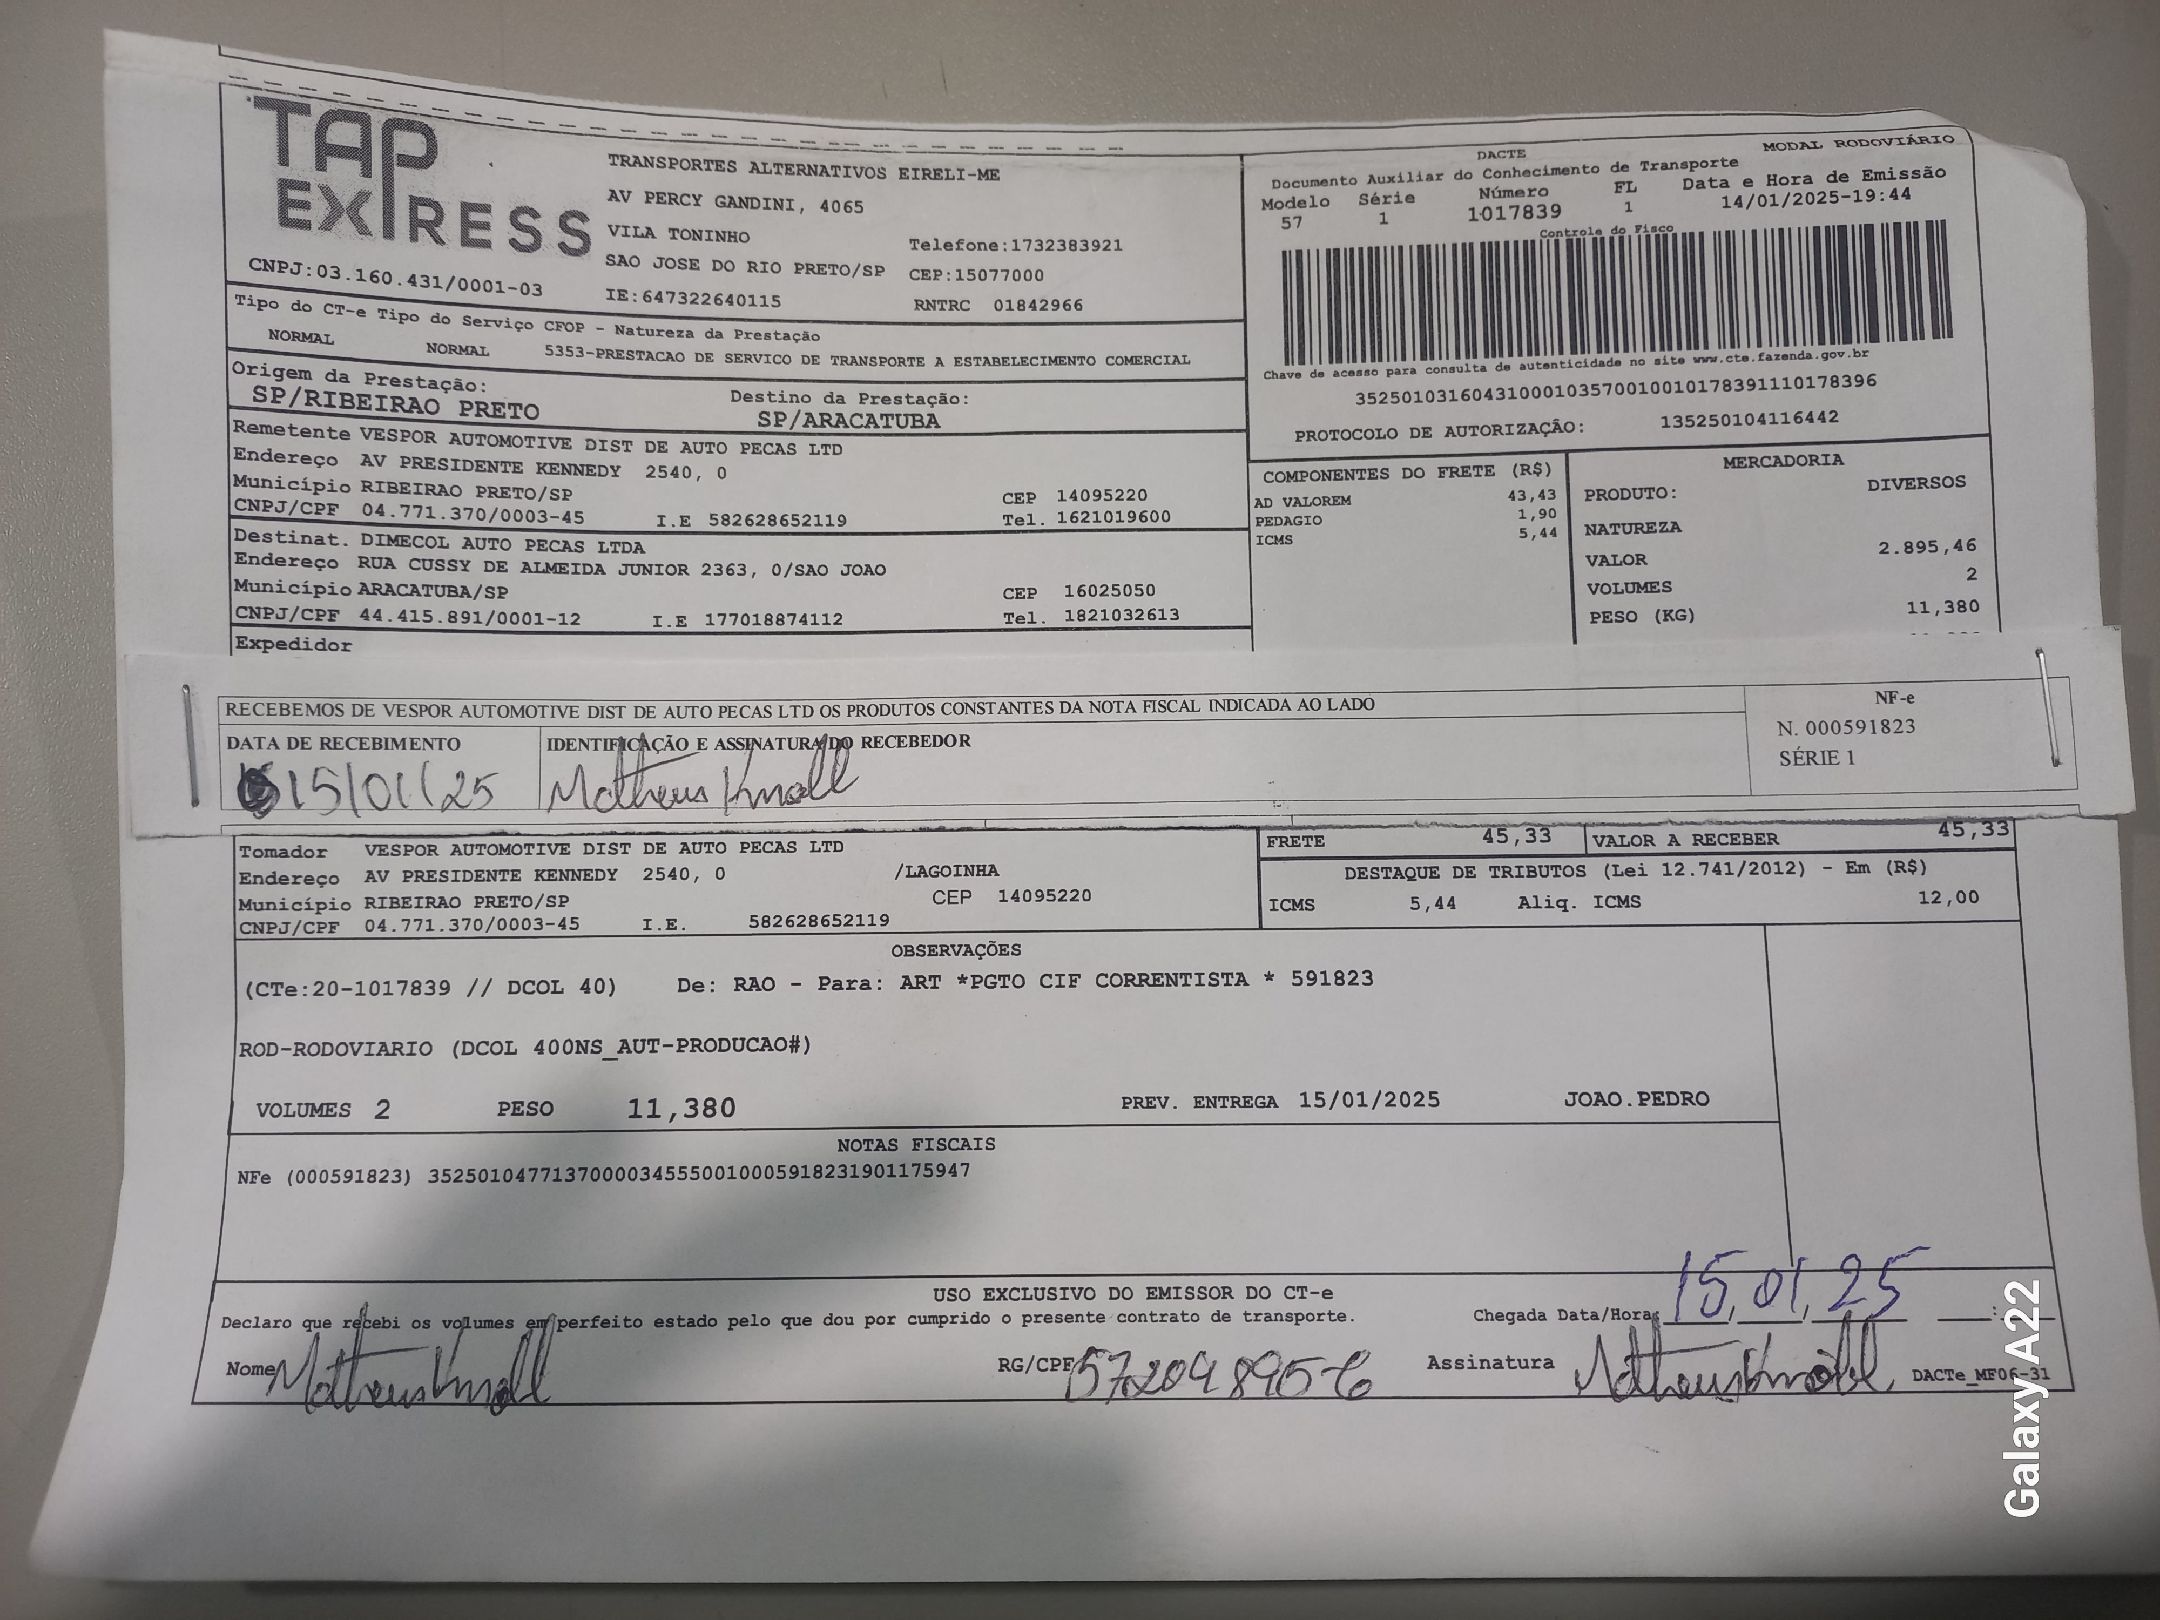 TAP EXPRESS
CNPJ:03.160.431/0001-03
TRANSPORTES ALTERNATIVOS EIRELI-ME
AV PERCY GANDINI, 4065
VILA TONINHO Telefone:1732383921
SAO JOSE DO RIO PRETO/SP CEP:15077000
IE:647322640115 RNTRC 01842966
DACTE MODAL RODOVIÁRIO
Documento Auxiliar do Conhecimento de Transporte
Modelo Série Número FL Data e Hora de Emissão
57 1 1017839 1 14/01/2025-19:44
Controle do Fisco
Chave de acesso para consulta de autenticidade no site www.cte.fazenda.gov.br
35250103160431000103570010010178391110178396
PROTOCOLO DE AUTORIZAÇÃO: 135250104116442
Tipo do CT-e Tipo do Serviço CFOP - Natureza da Prestação
NORMAL NORMAL 5353-PRESTACAO DE SERVICO DE TRANSPORTE A ESTABELECIMENTO COMERCIAL
Origem da Prestação: Destino da Prestação:
SP/RIBEIRAO PRETO SP/ARACATUBA
Remetente VESPOR AUTOMOTIVE DIST DE AUTO PECAS LTD
Endereço AV PRESIDENTE KENNEDY 2540, 0
Município RIBEIRAO PRETO/SP CEP 14095220
CNPJ/CPF 04.771.370/0003-45 I.E 582628652119 Tel. 1621019600
Destinat. DIMECOL AUTO PECAS LTDA
Endereço RUA CUSSY DE ALMEIDA JUNIOR 2363, 0/SAO JOAO
Município ARACATUBA/SP CEP 16025050
CNPJ/CPF 44.415.891/0001-12 I.E 177018874112 Tel. 1821032613
Expedidor
COMPONENTES DO FRETE (R$)
AD VALOREM 43,43
PEDAGIO 1,90
ICMS 5,44
MERCADORIA
PRODUTO: DIVERSOS
NATUREZA
VALOR 2.895,46
VOLUMES 2
PESO (KG) 11,380
RECEBEMOS DE VESPOR AUTOMOTIVE DIST DE AUTO PECAS LTD OS PRODUTOS CONSTANTES DA NOTA FISCAL INDICADA AO LADO
DATA DE RECEBIMENTO IDENTIFICAÇÃO E ASSINATURA DO RECEBEDOR
15/01/25 Matheus Knoll
NF-e
N. 000591823
SÉRIE 1
Tomador VESPOR AUTOMOTIVE DIST DE AUTO PECAS LTD
Endereço AV PRESIDENTE KENNEDY 2540, 0 /LAGOINHA
Município RIBEIRAO PRETO/SP CEP 14095220
CNPJ/CPF 04.771.370/0003-45 I.E. 582628652119
FRETE 45,33 VALOR A RECEBER 45,33
DESTAQUE DE TRIBUTOS (Lei 12.741/2012) - Em (R$)
ICMS 5,44 Aliq. ICMS 12,00
OBSERVAÇÕES
(CTe:20-1017839 // DCOL 40) De: RAO - Para: ART *PGTO CIF CORRENTISTA * 591823
ROD-RODOVIARIO (DCOL 400NS_AUT-PRODUCAO#)
VOLUMES 2 PESO 11,380 PREV. ENTREGA 15/01/2025 JOAO.PEDRO
NOTAS FISCAIS
NFe (000591823) 35250104771370000345550010005918231901175947
USO EXCLUSIVO DO EMISSOR DO CT-e
Declaro que recebi os volumes em perfeito estado pelo que dou por cumprido o presente contrato de transporte. Chegada Data/Hora: 15,01,25 :
Nome Matheus Knoll RG/CPF 57204895-6 Assinatura Matheus Knoll DACTe_MF06-31
Galaxy A22